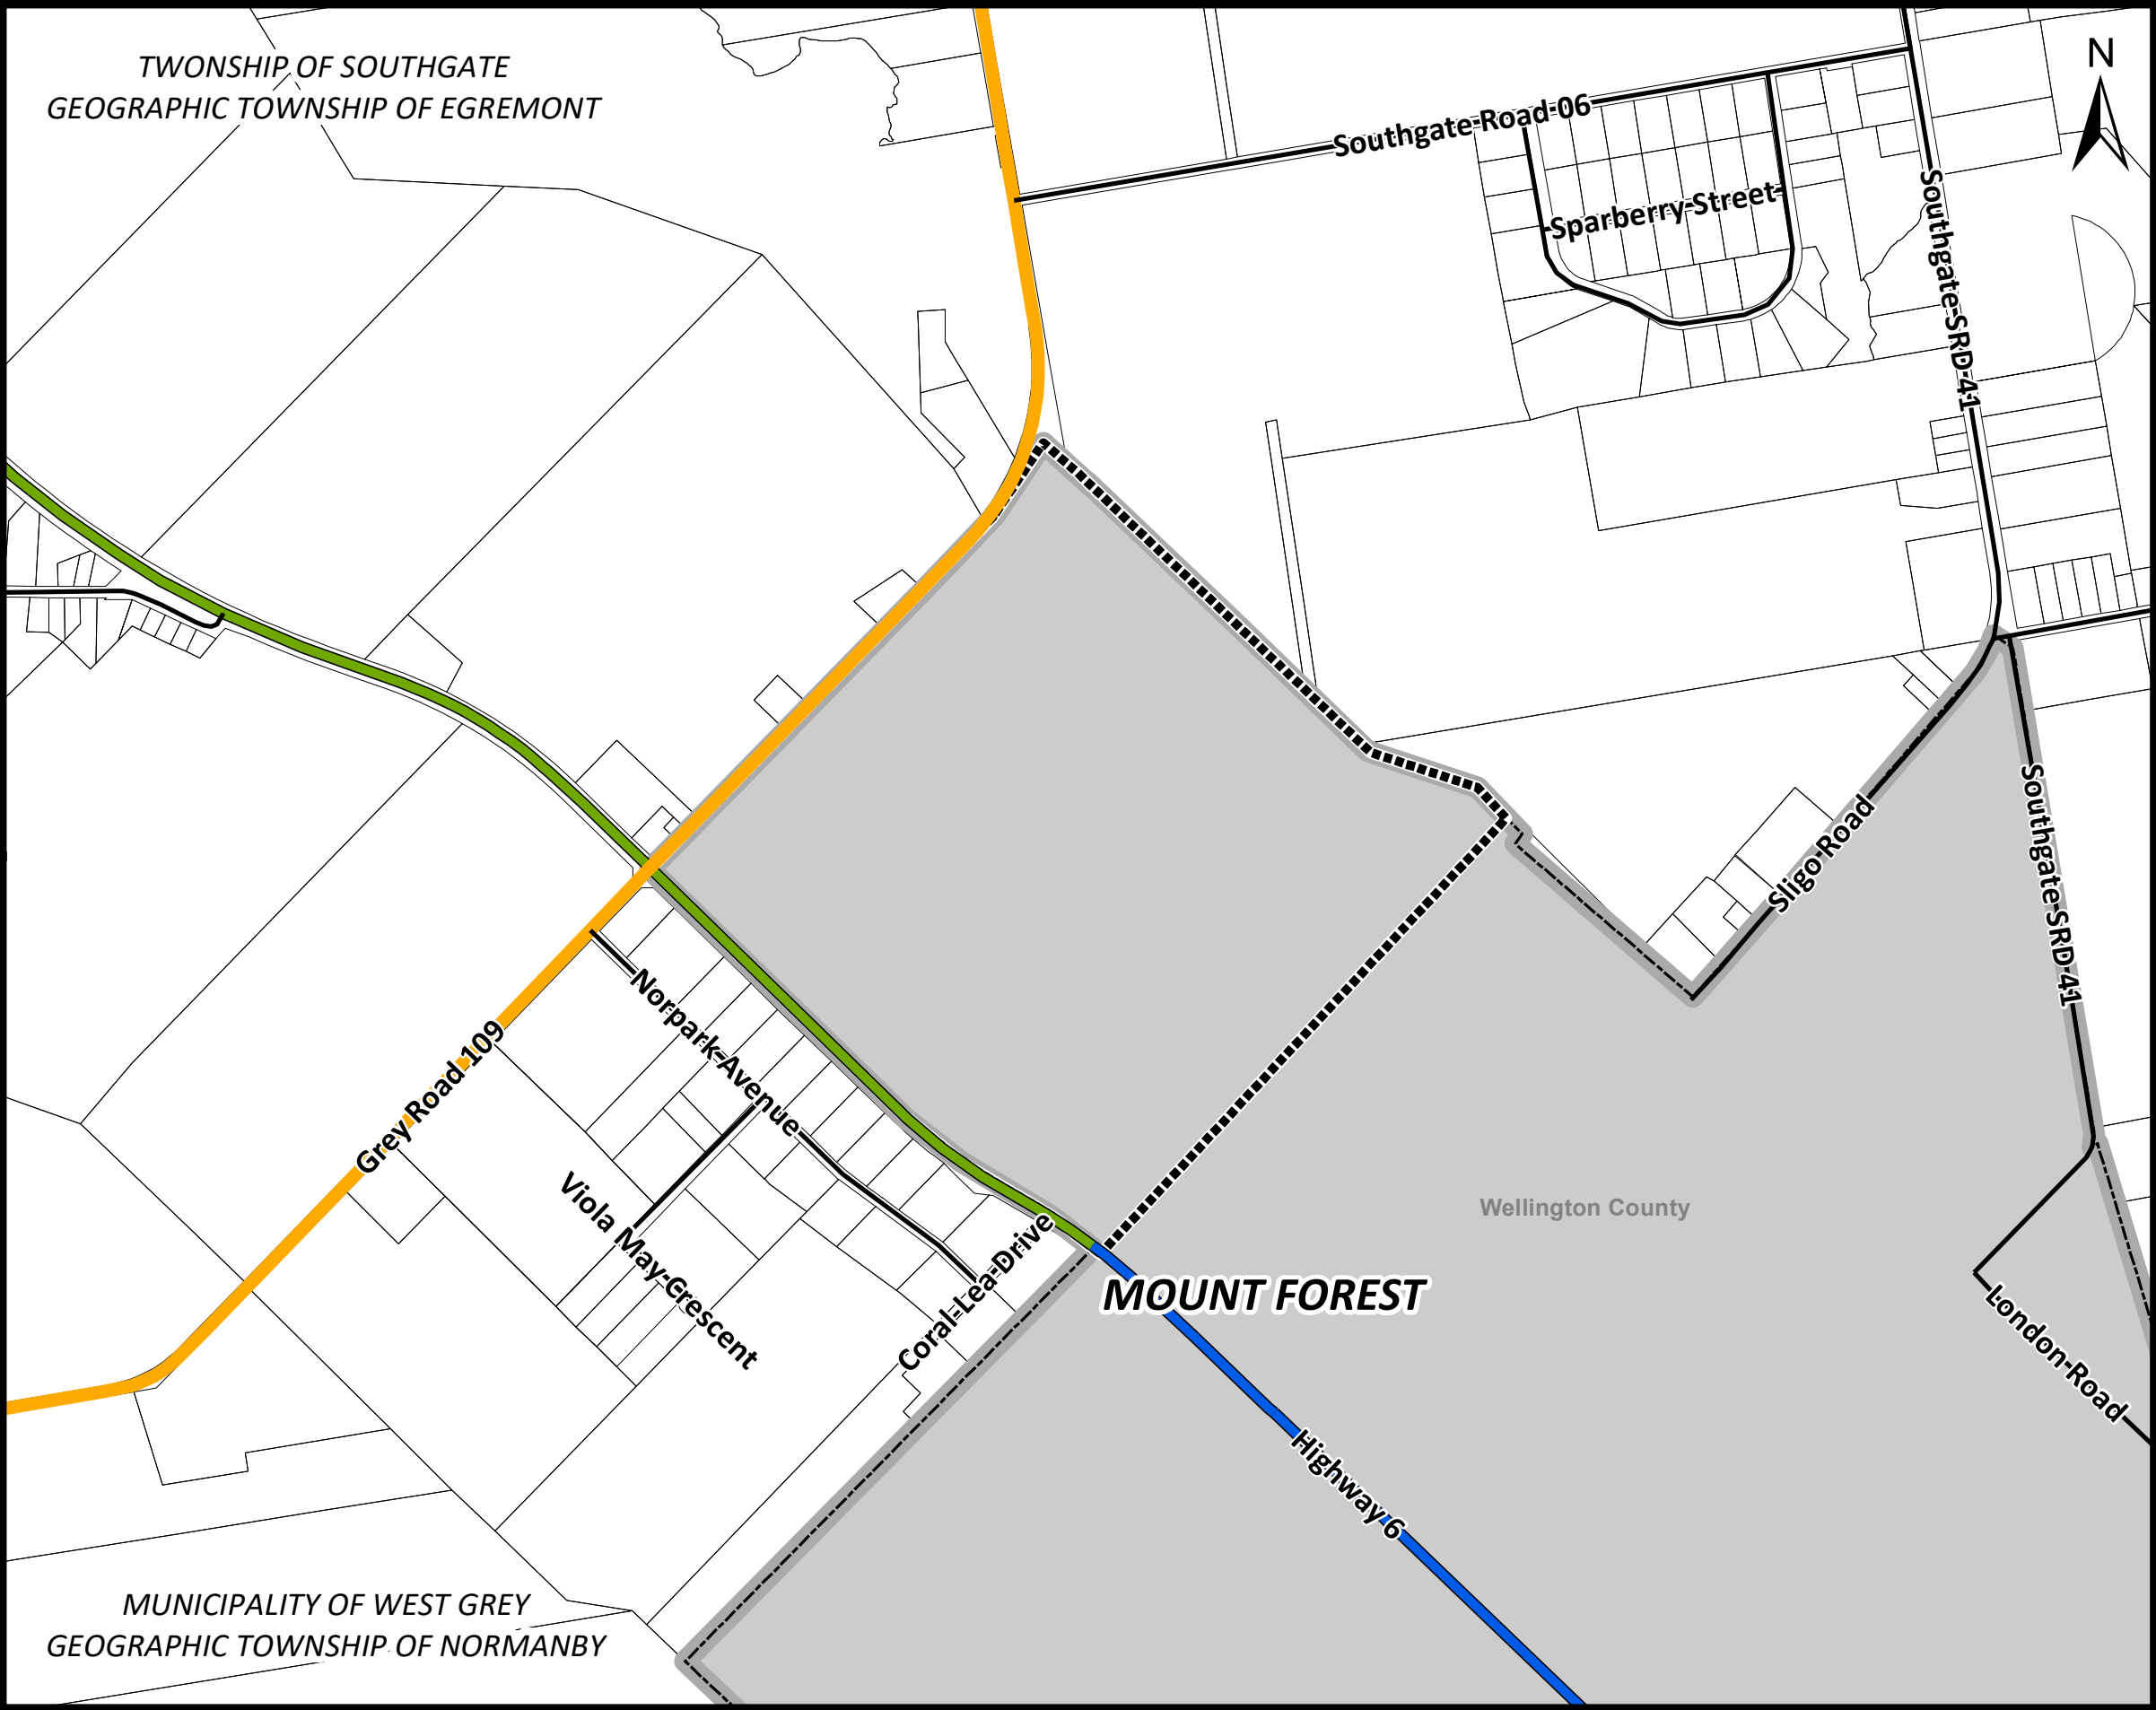 TWONSHIP OF SOUTHGATE
GEOGRAPHIC TOWNSHIP OF EGREMONT
N
Southgate Road 06
Sparberry Street
Southgate SRD 41
Sligo Road
Southgate SRD 41
Norpark Avenue
Grey Road 109
Viola May Crescent
Coral Lea Drive
Wellington County
MOUNT FOREST
London Road
Highway 6
MUNICIPALITY OF WEST GREY
GEOGRAPHIC TOWNSHIP OF NORMANBY